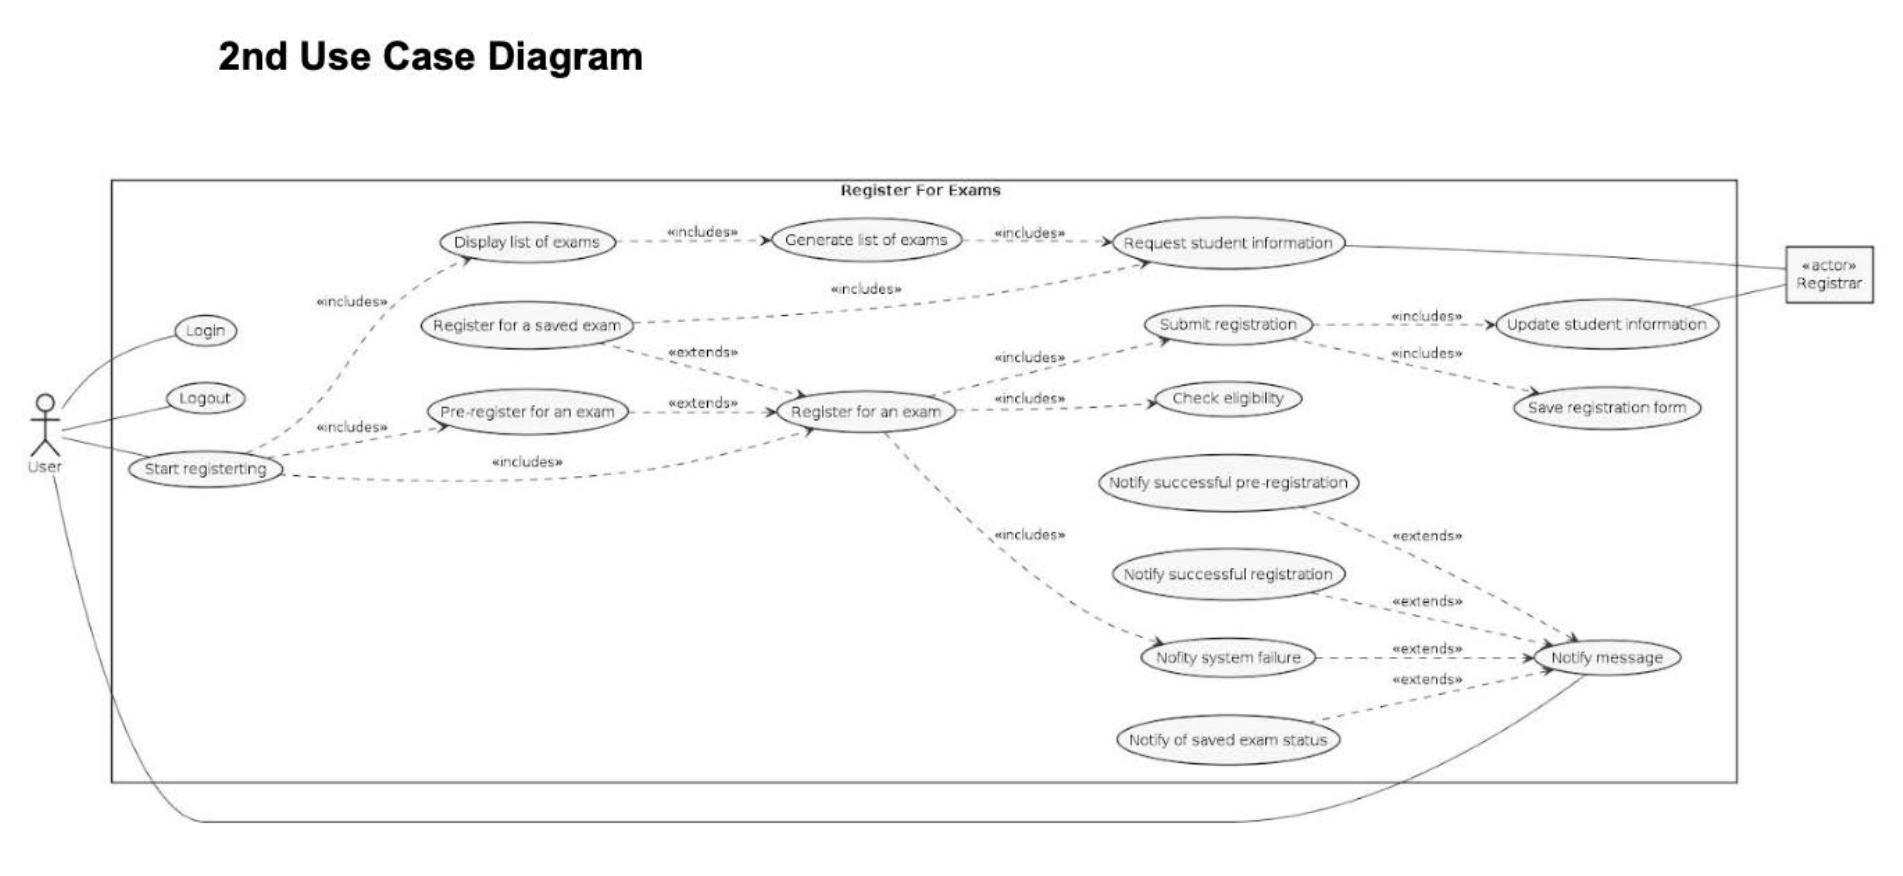 2nd Use Case Diagram
Register For Exams
Display list of exams
«includes»
Generate list of exams
«includes»
Request student information
«actor»
Registrar
«includes»
«includes»
Register for a saved exam
Submit registration
«includes»
Update student information
Login
«extends»
«includes»
«includes»
Logout
Pre-register for an exam
«extends»
Register for an exam
«includes»
Check eligibility
Save registration form
«includes»
User
Start registerting
«includes»
Notify successful pre-registration
«includes»
«extends»
Notify successful registration
«extends»
Nofity system failure
«extends»
Notify message
«extends»
Notify of saved exam status